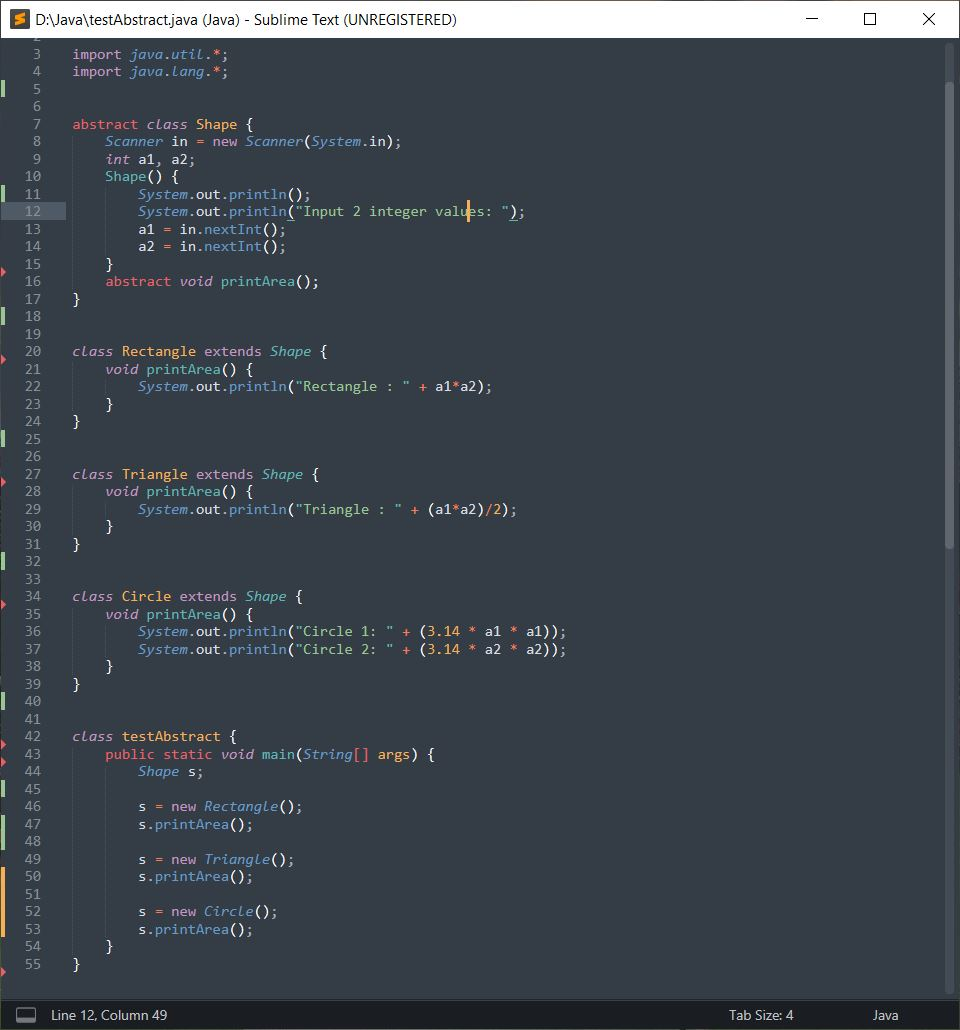 D:\Java\testAbstract.java (Java) - Sublime Text (UNREGISTERED)
2
3 import java.util.*;
4 import java.lang.*;
5
6
7 abstract class Shape {
8     Scanner in = new Scanner(System.in);
9     int a1, a2;
10     Shape() {
11         System.out.println();
12         System.out.println("Input 2 integer values: ");
13         a1 = in.nextInt();
14         a2 = in.nextInt();
15     }
16     abstract void printArea();
17 }
18
19
20 class Rectangle extends Shape {
21     void printArea() {
22         System.out.println("Rectangle : " + a1*a2);
23     }
24 }
25
26
27 class Triangle extends Shape {
28     void printArea() {
29         System.out.println("Triangle : " + (a1*a2)/2);
30     }
31 }
32
33
34 class Circle extends Shape {
35     void printArea() {
36         System.out.println("Circle 1: " + (3.14 * a1 * a1));
37         System.out.println("Circle 2: " + (3.14 * a2 * a2));
38     }
39 }
40
41
42 class testAbstract {
43     public static void main(String[] args) {
44         Shape s;
45
46         s = new Rectangle();
47         s.printArea();
48
49         s = new Triangle();
50         s.printArea();
51
52         s = new Circle();
53         s.printArea();
54     }
55 }
Line 12, Column 49 Tab Size: 4 Java